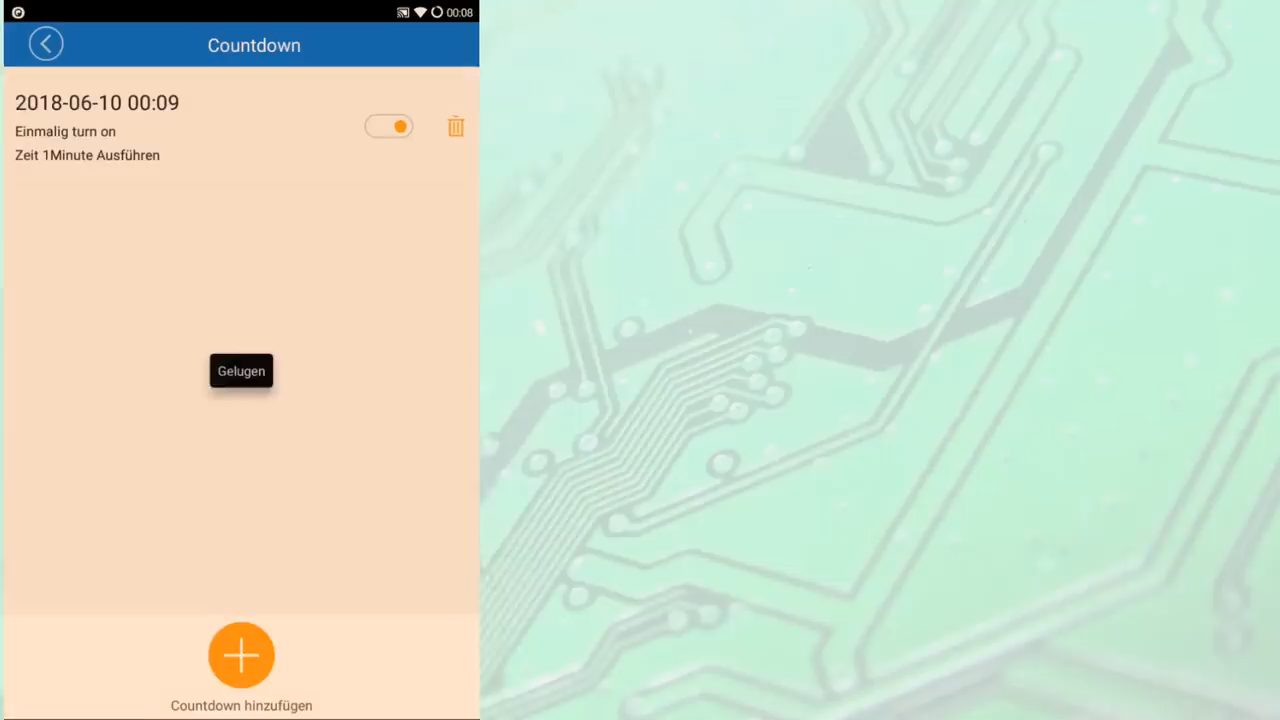 00:08
Countdown
2018-06-10 00:09
Einmalig turn on
Zeit 1Minute Ausführen
Gelugen
Countdown hinzufügen